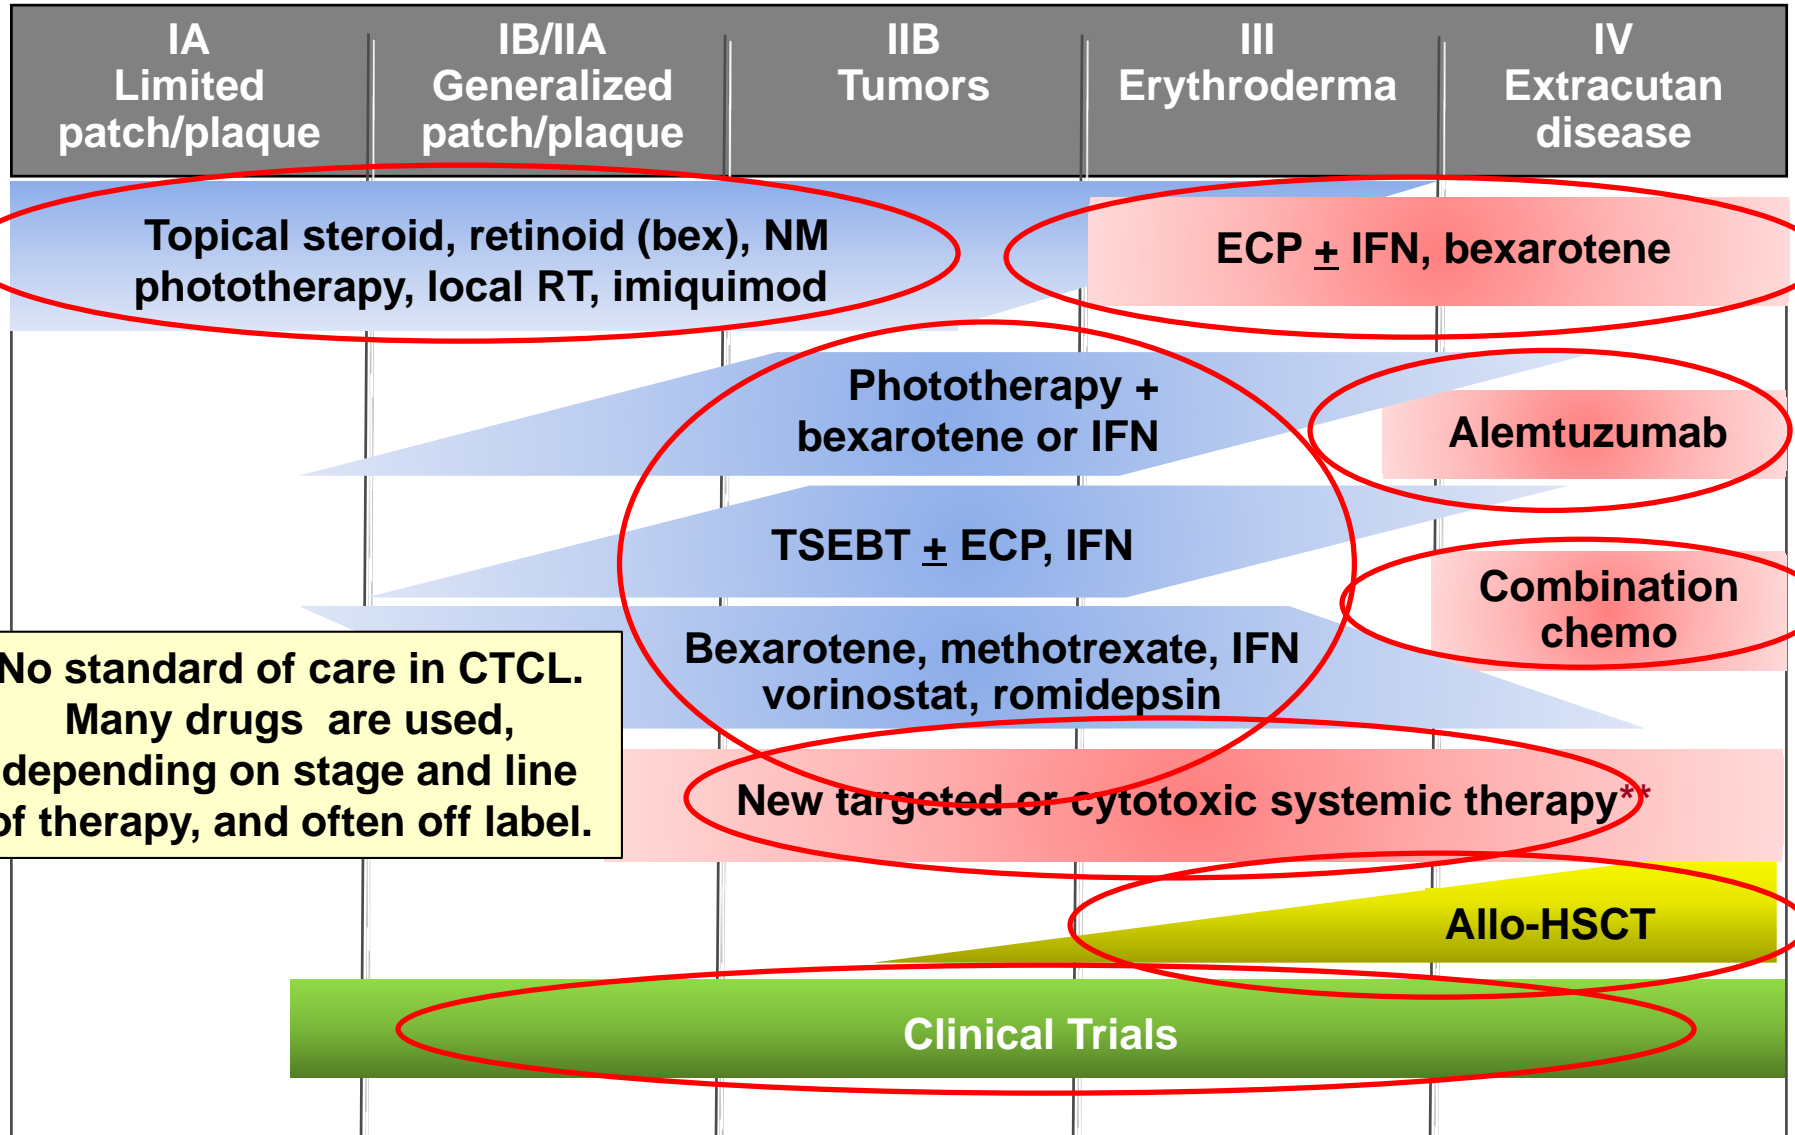 IA
Limited
patch/plaque
IB/IIA
Generalized
patch/plaque
IIB
Tumors
III
Erythroderma
IV
Extracutan
disease
Topical steroid, retinoid (bex), NM
phototherapy, local RT, imiquimod
ECP ± IFN, bexarotene
Phototherapy +
bexarotene or IFN
Alemtuzumab
TSEBT ± ECP, IFN
Combination
chemo
Bexarotene, methotrexate, IFN
vorinostat, romidepsin
No standard of care in CTCL.
Many drugs are used,
depending on stage and line
of therapy, and often off label.
New targeted or cytotoxic systemic therapy**
Allo-HSCT
Clinical Trials